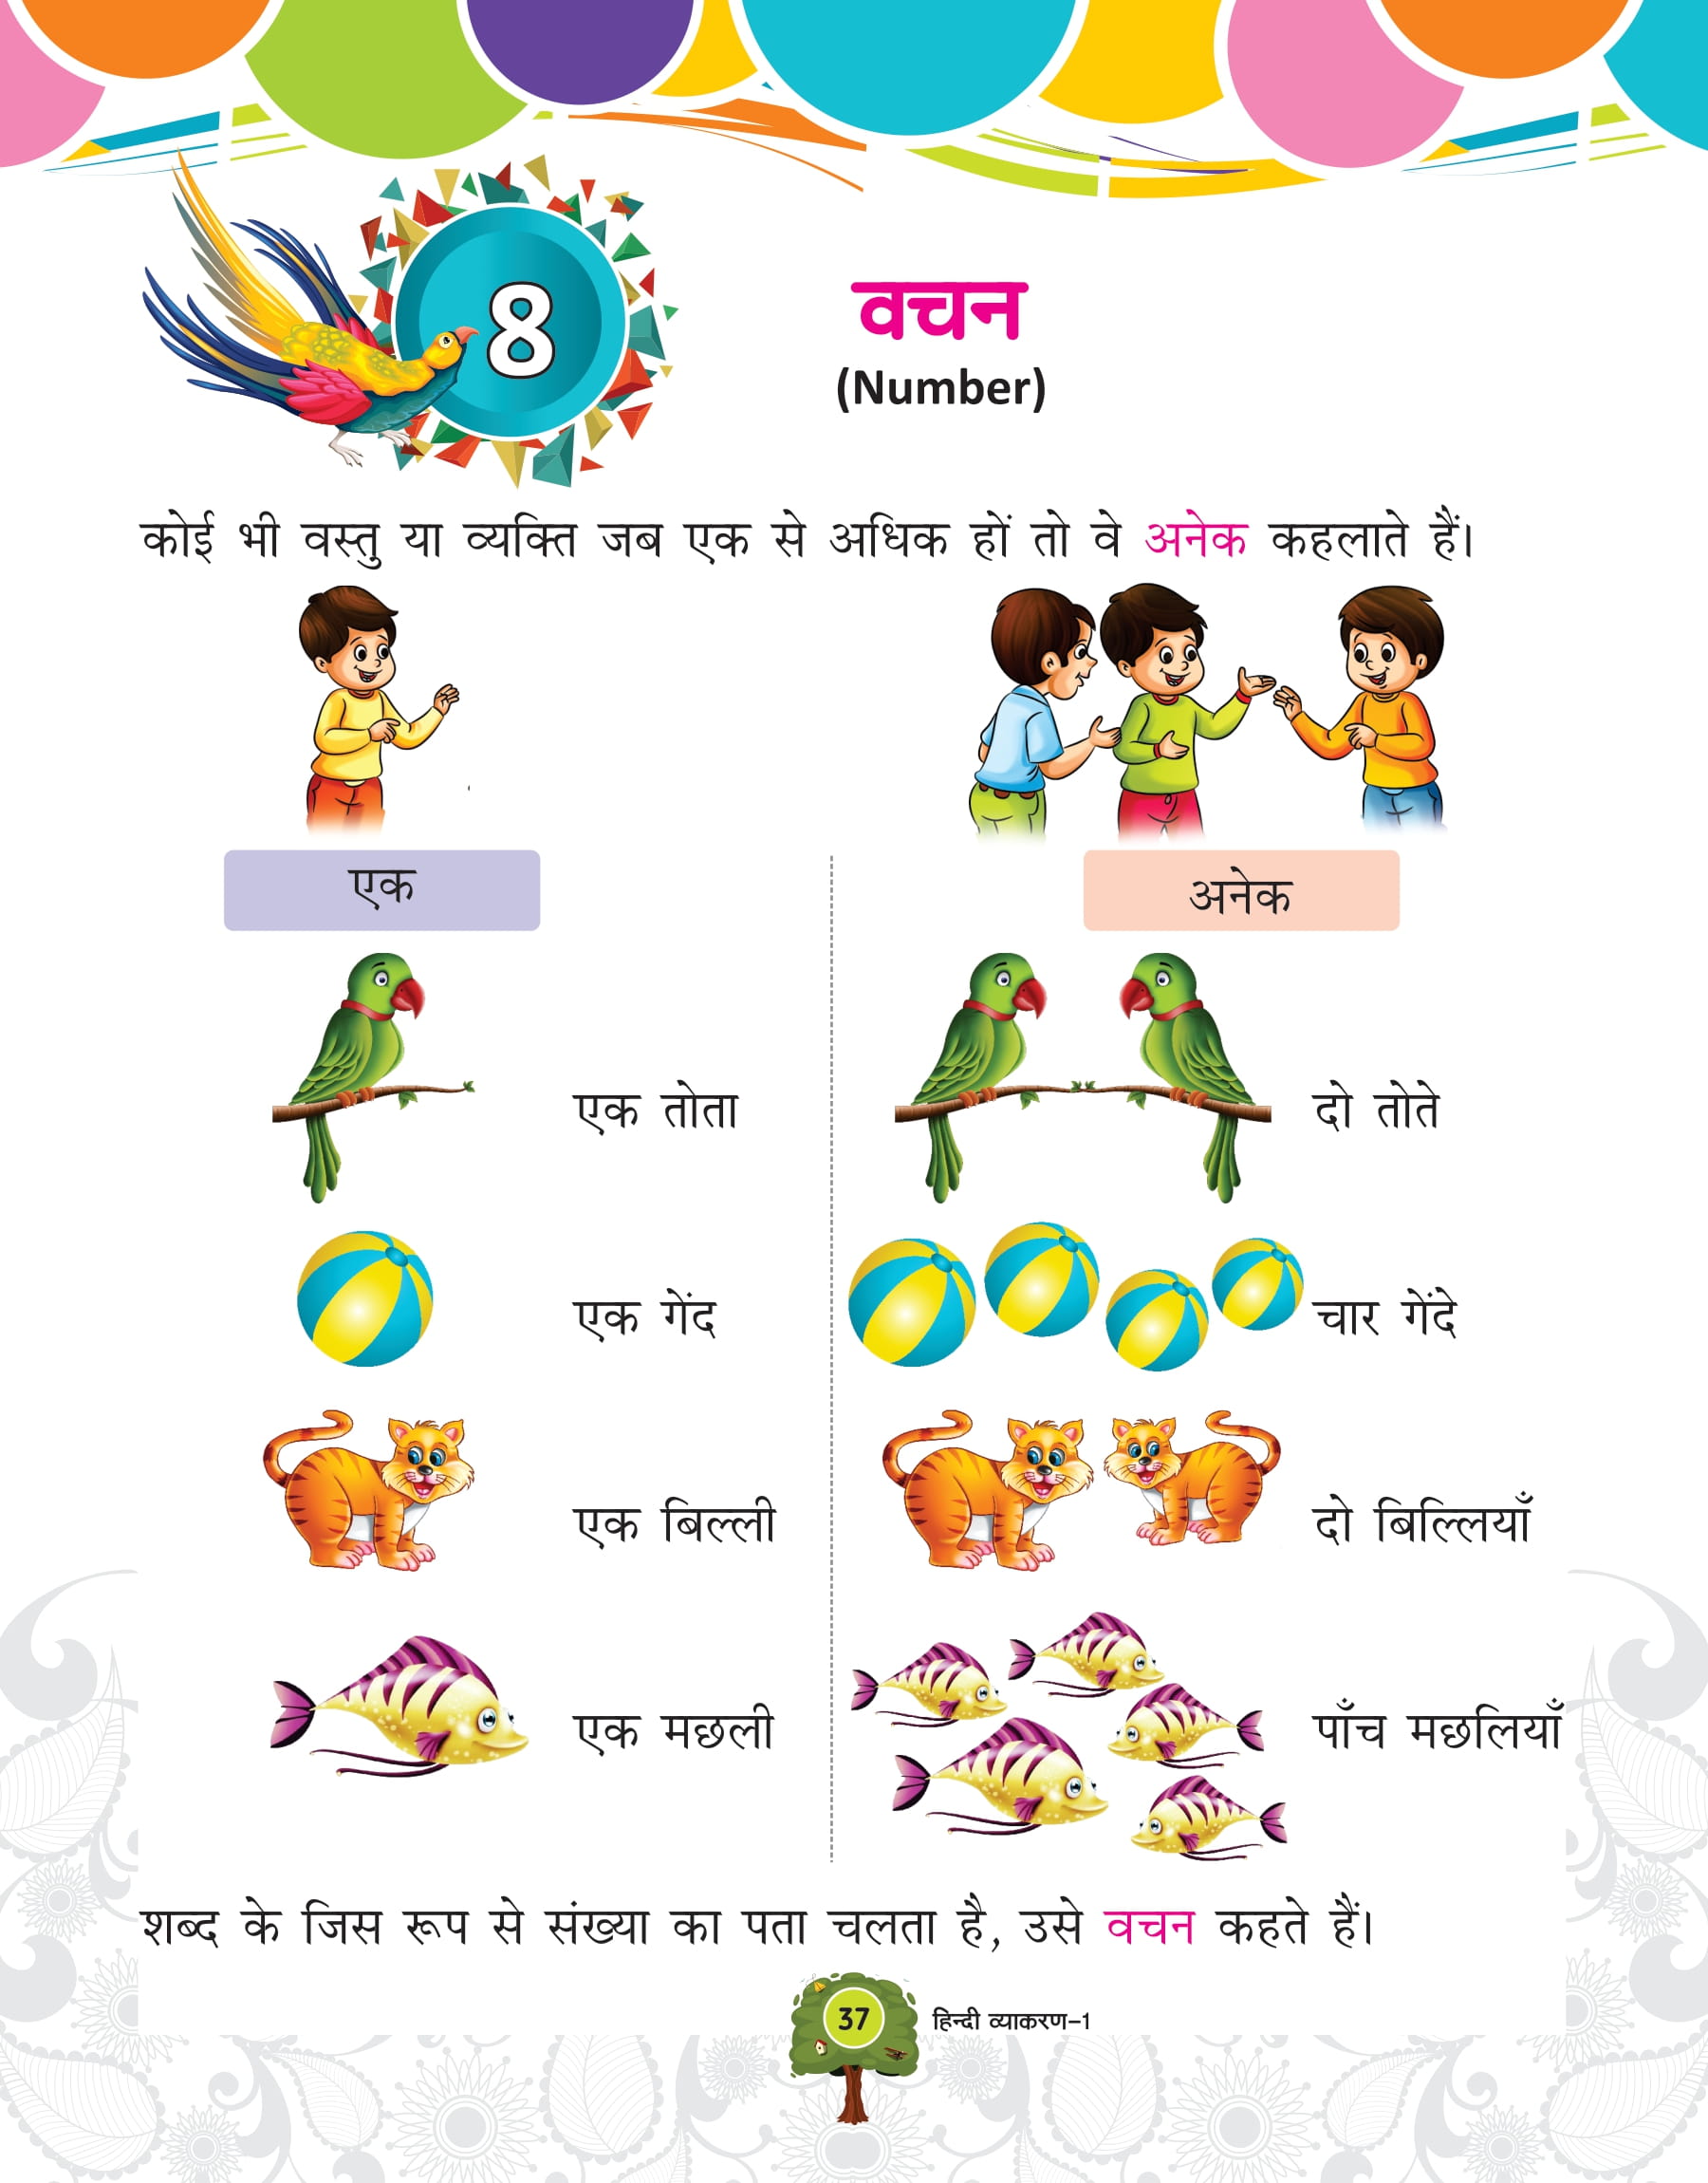 8
वचन
(Number)
कोई भी वस्तु या व्यक्ति जब एक से अधिक हों तो वे अनेक कहलाते हैं।
एक
अनेक
एक तोता
दो तोते
एक गेंद
चार गेंदे
एक बिल्ली
दो बिल्लियाँ
एक मछली
पाँच मछलियाँ
शब्द के जिस रूप से संख्या का पता चलता है, उसे वचन कहते हैं।
37
हिन्दी व्याकरण-1